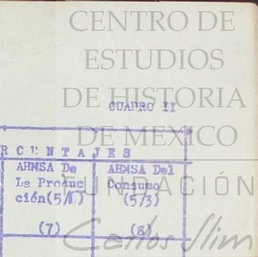 CENTRO DE
ESTUDIOS
DE HISTORIA
DE MEXICO
FUNDACIÓN
Carlos Slim
CUADRO II
RCENTAJES
AHMSA De
La Produc
ción(5/1)
(7)
AHMSA Del
Consumo
(5/3)
(8)